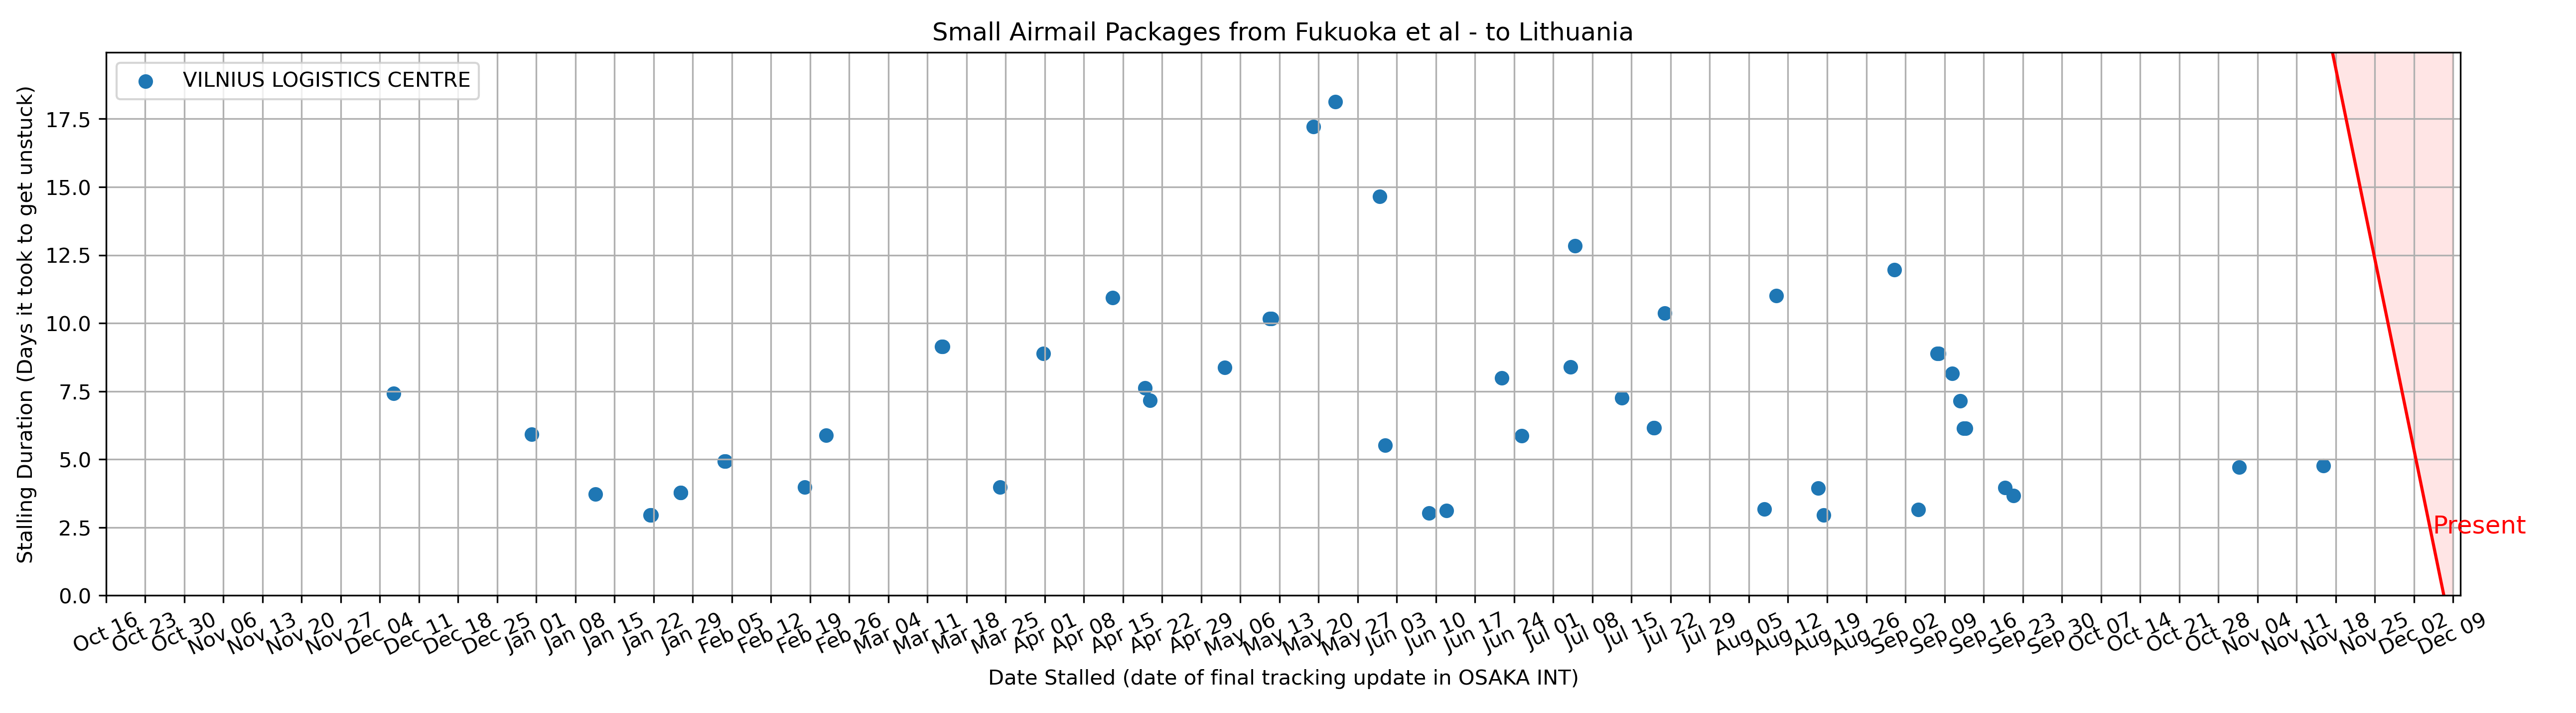 Small Airmail Packages from Fukuoka et al - to Lithuania
VILNIUS LOGISTICS CENTRE
Stalling Duration (Days it took to get unstuck)
17.5
15.0
12.5
10.0
7.5
5.0
2.5
0.0
Present
Oct 16 Oct 23 Oct 30 Nov 06 Nov 13 Nov 20 Nov 27 Dec 04 Dec 11 Dec 18 Dec 25 Jan 01 Jan 08 Jan 15 Jan 22 Jan 29 Feb 05 Feb 12 Feb 19 Feb 26 Mar 04 Mar 11 Mar 18 Mar 25 Apr 01 Apr 08 Apr 15 Apr 22 Apr 29 May 06 May 13 May 20 May 27 Jun 03 Jun 10 Jun 17 Jun 24 Jul 01 Jul 08 Jul 15 Jul 22 Jul 29 Aug 05 Aug 12 Aug 19 Aug 26 Sep 02 Sep 09 Sep 16 Sep 23 Sep 30 Oct 07 Oct 14 Oct 21 Oct 28 Nov 04 Nov 11 Nov 18 Nov 25 Dec 02 Dec 09
Date Stalled (date of final tracking update in OSAKA INT)